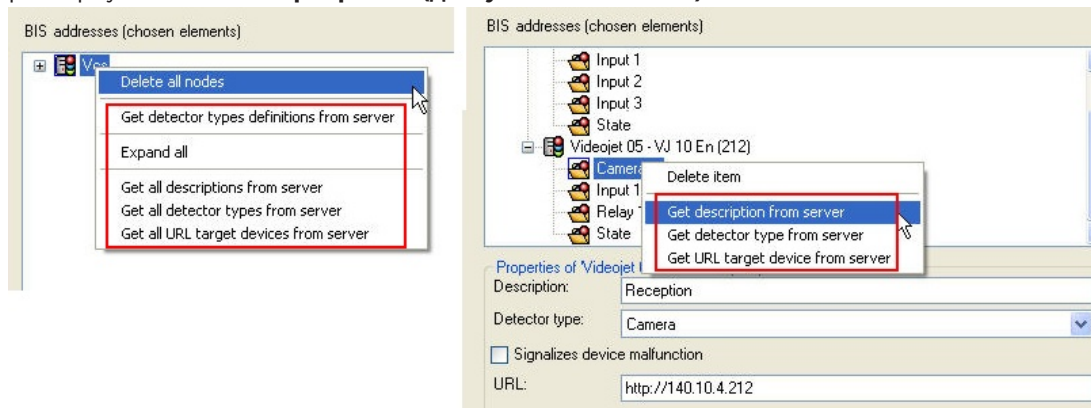 BIS addresses (chosen elements)
Delete all nodes
Get detector types definitions from server
Expand all
Get all descriptions from server
Get all detector types from server
Get all URL target devices from server
BIS addresses (chosen elements)
Input 1
Input 2
Input 3
State
Videojet 05 - VJ 10 En (212)
Camera
Delete item
Input 1
Relay
Get description from server
State
Get detector type from server
Get URL target device from server
Properties of
Description:
Reception
Detector type:
Camera
Signalizes device malfunction
URL:
http://140.10.4.212